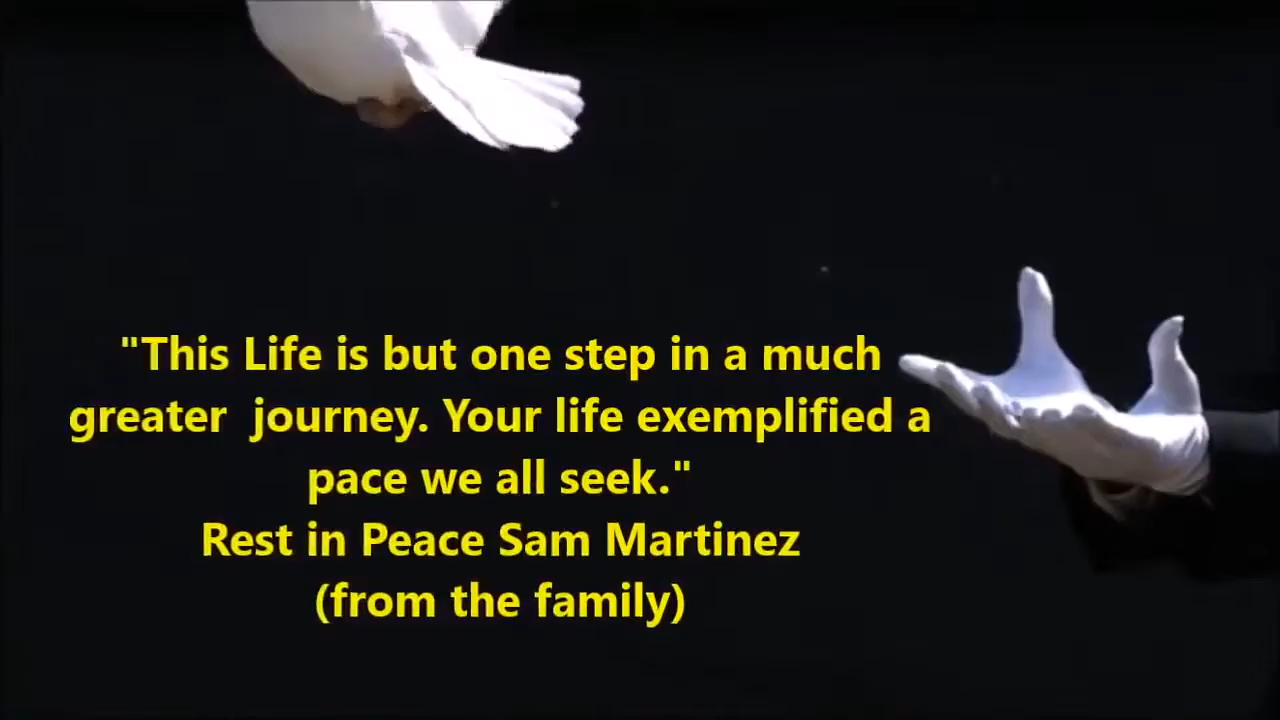 "This Life is but one step in a much
greater  journey. Your life exemplified a
pace we all seek."
Rest in Peace Sam Martinez
(from the family)